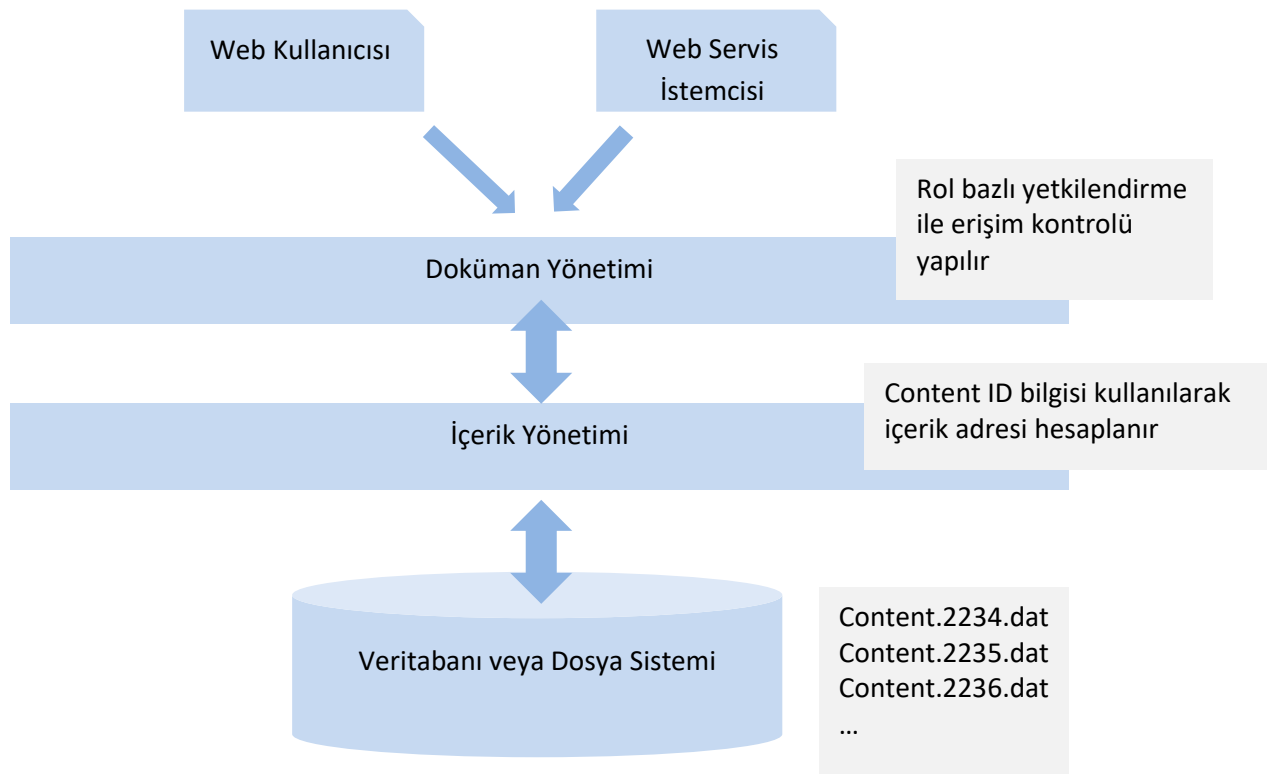 Web Kullanıcısı
Web Servis
İstemcisi
Rol bazlı yetkilendirme
ile erişim kontrolü
yapılır
Doküman Yönetimi
Content ID bilgisi kullanılarak
içerik adresi hesaplanır
İçerik Yönetimi
Content.2234.dat
Content.2235.dat
Content.2236.dat
…
Veritabanı veya Dosya Sistemi